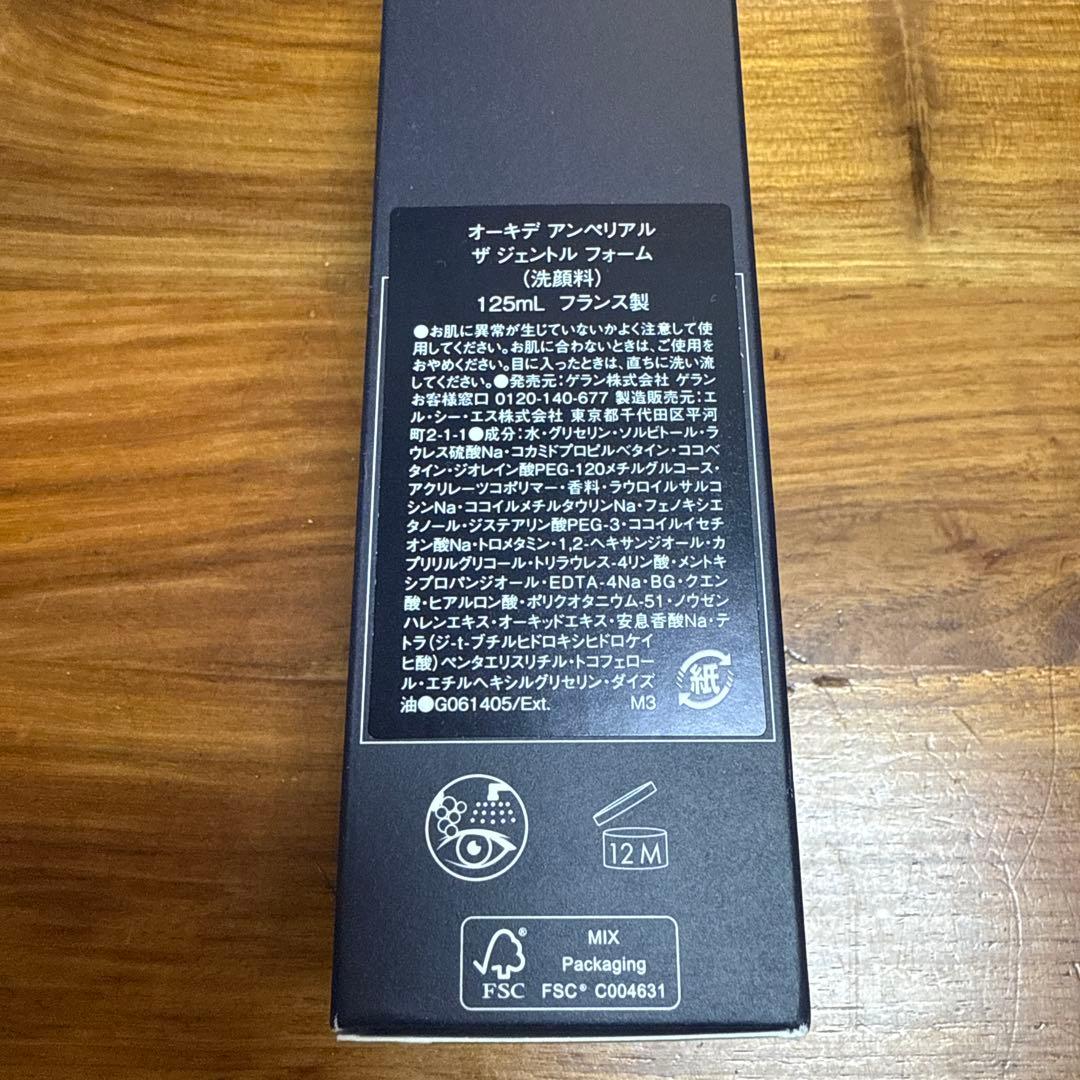 オーキデ アンペリアル
ザ ジェントル フォーム
（洗顔料）
125mL フランス製
●お肌に異常が生じていないかよく注意して使
用してください。お肌に合わないときは、ご使用を
おやめください。目に入ったときは、直ちに洗い流
してください。●発売元：ゲラン株式会社 ゲラン
お客様窓口 0120-140-677 製造販売元：エ
ル・シー・エス株式会社 東京都千代田区平河
町2-1-1●成分：水・グリセリン・ソルビトール・ラ
ウレス硫酸Na・コカミドプロピルベタイン・ココベ
タイン・ジオレイン酸PEG-120メチルグルコース・
アクリレーツコポリマー・香料・ラウロイルサルコ
シンNa・ココイルメチルタウリンNa・フェノキシエ
タノール・ジステアリン酸PEG-3・ココイルイセチ
オン酸Na・トロメタミン・1,2-ヘキサンジオール・カ
プリリルグリコール・トリラウレス-4リン酸・メントキ
シプロパンジオール・EDTA-4Na・BG・クエン
酸・ヒアルロン酸・ポリクオタニウム-51・ノウゼン
ハレンエキス・オーキッドエキス・安息香酸Na・テ
トラ（ジ-t-ブチルヒドロキシヒドロケイ
ヒ酸）ペンタエリスリチル・トコフェロー
ル・エチルヘキシルグリセリン・ダイズ
油●G061405/Ext. M3
紙
12 M
MIX
Packaging
FSC® FSC® C004631